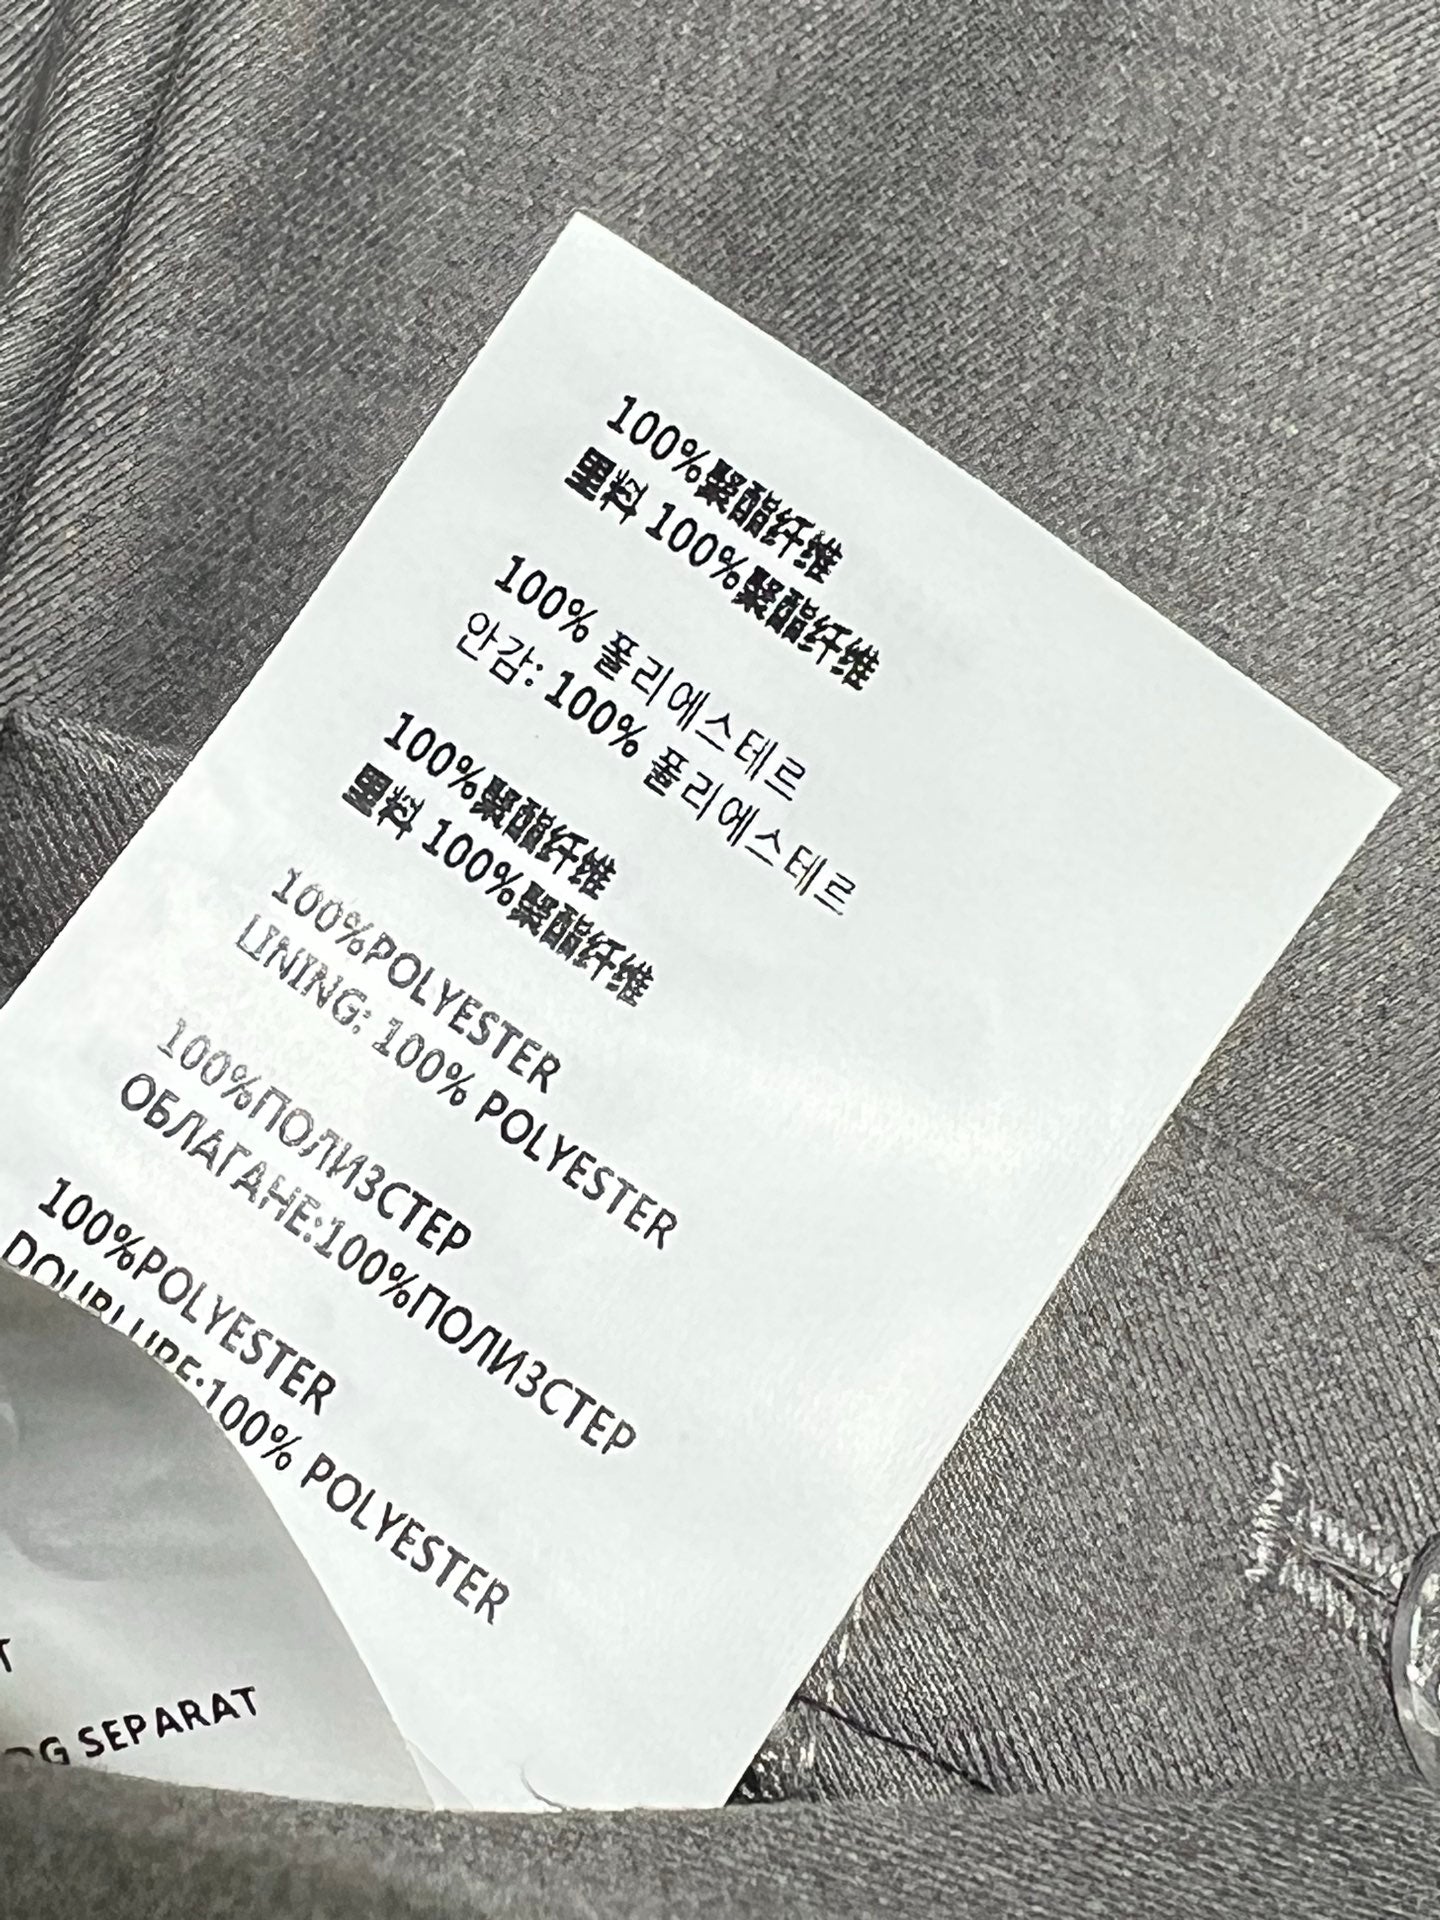 100%聚酯纤维
里料 100%聚酯纤维
100% 폴리에스테르
안감: 100% 폴리에스테르
100%聚酯纤维
里料 100%聚酯纤维
100%POLYESTER
LINING: 100% POLYESTER
100%ПОЛИЗСТЕР
ОБЛАГАНЕ:100%ПОЛИЗСТЕР
100%POLYESTER
DOUBLURE:100% POLYESTER
SEPARAT